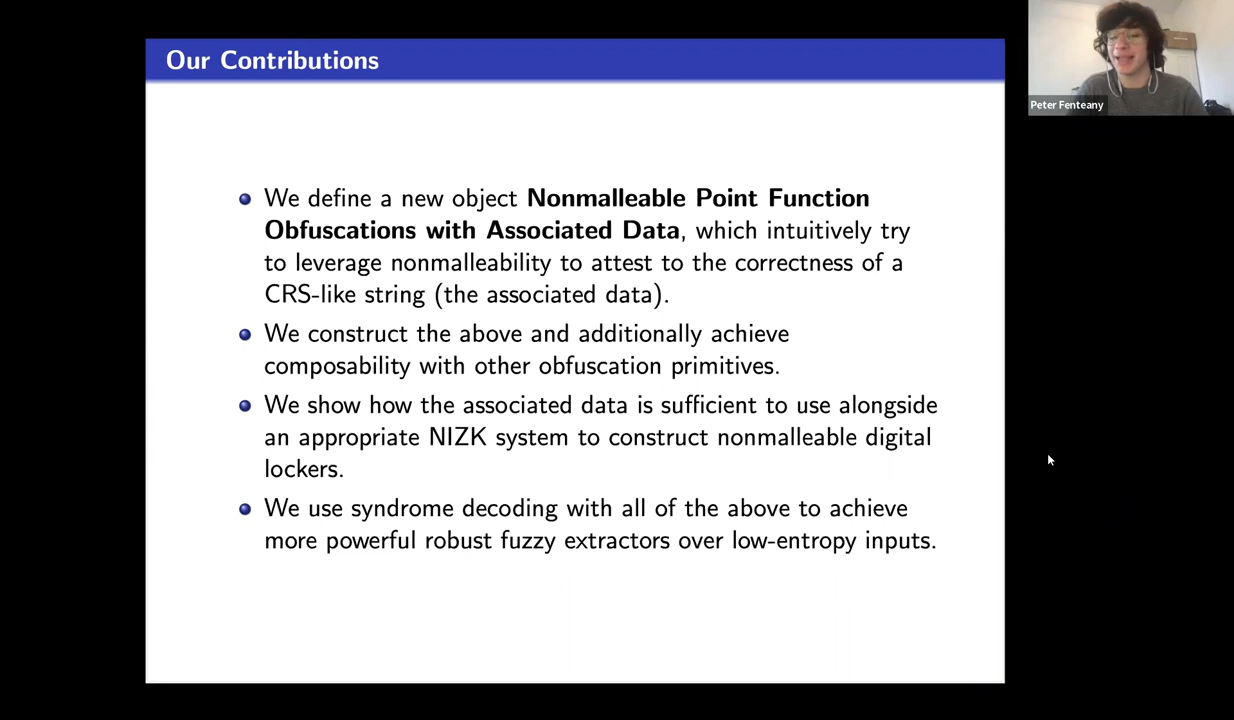 Our Contributions
Peter Fenteany
We define a new object Nonmalleable Point Function
Obfuscations with Associated Data, which intuitively try
to leverage nonmalleability to attest to the correctness of a
CRS-like string (the associated data).
We construct the above and additionally achieve
composability with other obfuscation primitives.
We show how the associated data is sufficient to use alongside
an appropriate NIZK system to construct nonmalleable digital
lockers.
We use syndrome decoding with all of the above to achieve
more powerful robust fuzzy extractors over low-entropy inputs.